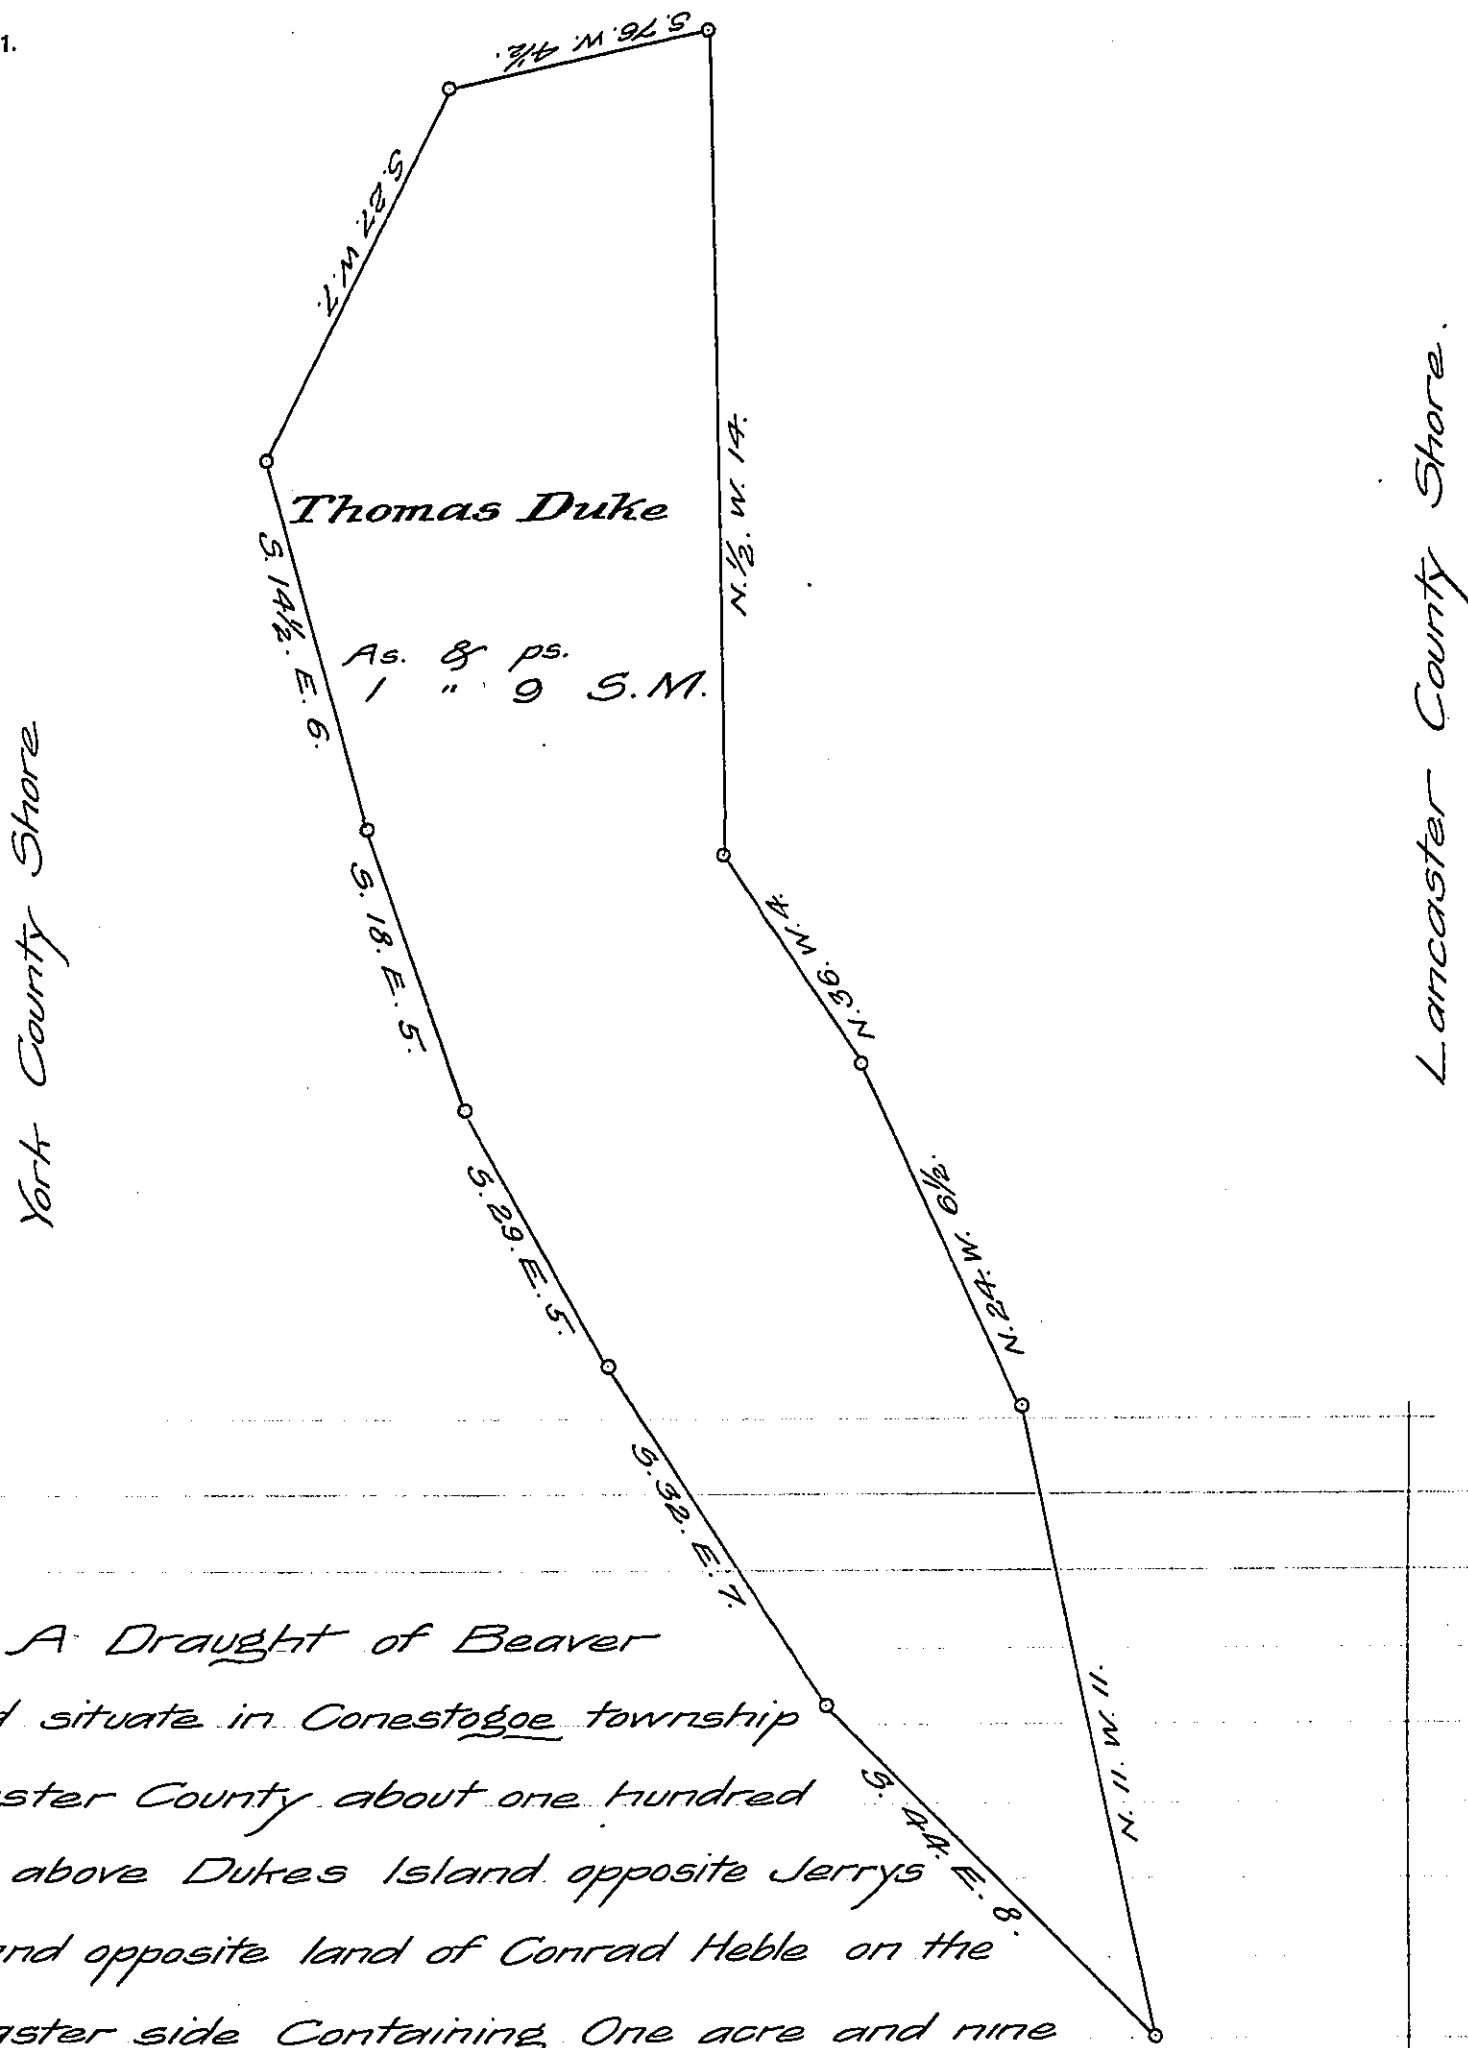 1.
S. 76. W. 4½.
S. 27. W. 7.
Thomas Duke
N. ½. W. 14.
S. 14½. E. 6.
As. & ps.
1 " 9 S.M.
York County Shore
Lancaster County Shore.
S. 18. E. 5.
N. 36. W. 4.
S. 29. E. 5.
N. 24. W. 6½.
S. 32. E. 7.
N. 11. W. 11.
S. 44. E. 8.
A Draught of Beaver
d situate in Conestogoe township
ster County about one hundred
above Dukes Island opposite Jerrys
nd opposite land of Conrad Heble on the
aster side Containing One acre and nine